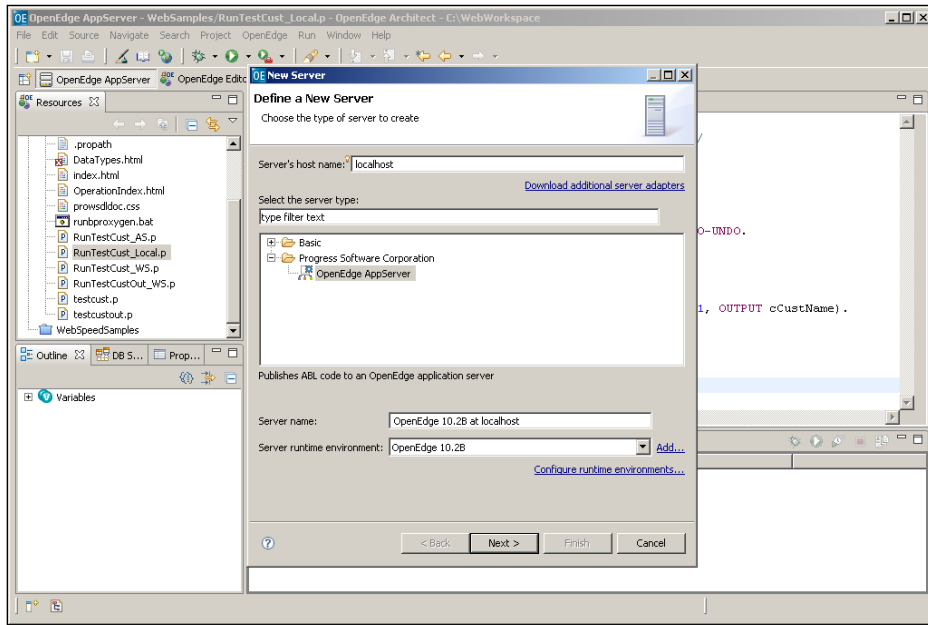 OpenEdge AppServer - WebSamples/RunTestCust_Local.p - OpenEdge Architect - C:\WebWorkspace
File Edit Source Navigate Search Project OpenEdge Run Window Help
OpenEdge AppServer OpenEdge Edito
Resources
.propath
DataTypes.html
index.html
OperationIndex.html
prowsdldoc.css
runbproxygen.bat
RunTestCust_AS.p
RunTestCust_Local.p
RunTestCust_WS.p
RunTestCustOut_WS.p
testcust.p
testcustout.p
WebSpeedSamples
Outline DB S... Prop...
Variables
New Server
Define a New Server
Choose the type of server to create
Server's host name: localhost
Download additional server adapters
Select the server type:
type filter text
Basic
Progress Software Corporation
OpenEdge AppServer
Publishes ABL code to an OpenEdge application server
Server name: OpenEdge 10.2B at localhost
Server runtime environment: OpenEdge 10.2B Add...
Configure runtime environments...
< Back Next > Finish Cancel
O-UNDO.
1, OUTPUT cCustName).